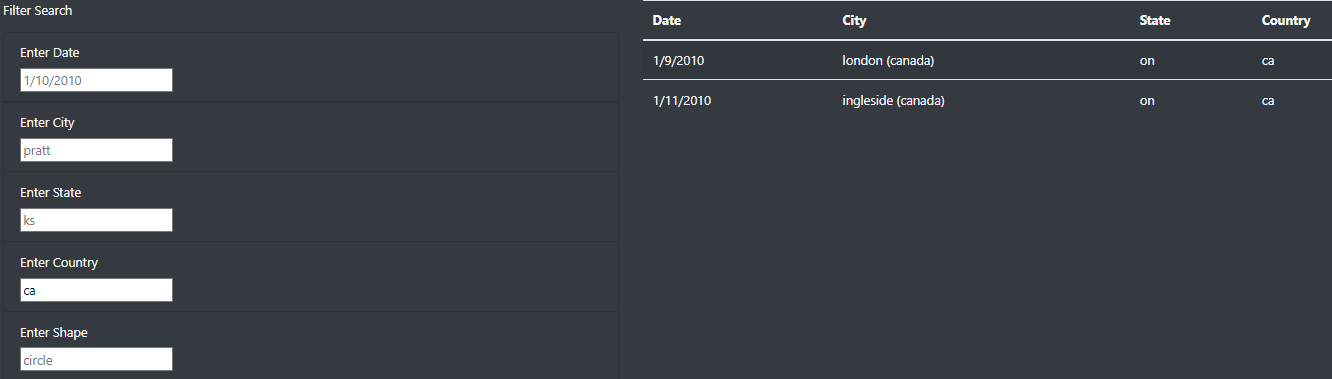 Filter Search
Enter Date
1/10/2010
Enter City
pratt
Enter State
ks
Enter Country
ca
Enter Shape
circle
Date City State Country
1/9/2010 london (canada) on ca
1/11/2010 ingleside (canada) on ca